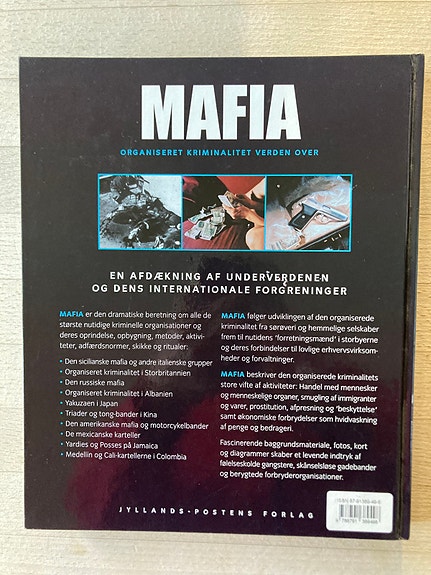 MAFIA
ORGANISERET KRIMINALITET VERDEN OVER
EN AFDÆKNING AF UNDERVERDENEN
OG DENS INTERNATIONALE FORGRENINGER
MAFIA er den dramatiske beretning om alle de
største nutidige kriminelle organisationer og
deres oprindelse, opbygning, metoder, aktivi-
teter, adfærdsnormer, skikke og ritualer:
• Den sicilianske mafia og andre italienske grupper
• Organiseret kriminalitet i Storbritannien
• Den russiske mafia
• Organiseret kriminalitet i Albanien
• Yakuzaen i Japan
• Triader og tong-bander i Kina
• Den amerikanske mafia og motorcykelbander
• De mexicanske karteller
• Yardies og Posses på Jamaica
• Medellin og Cali-kartellerne i Colombia
MAFIA følger udviklingen af den organiserede
kriminalitet fra sørøveri og hemmelige selskaber
frem til nutidens 'forretningsmænd' i storbyerne
og deres forbindelser til lovlige erhvervsvirksom-
heder og forvaltninger.
MAFIA beskriver den organiserede kriminalitets
store vifte af aktiviteter: Handel med mennesker
og menneskelige organer, smugling af immigranter
og varer, prostitution, afpresning og 'beskyttelse'
samt økonomiske forbrydelser som hvidvaskning
af penge og bedrageri.
Fascinerende baggrundsmateriale, fotos, kort
og diagrammer skaber et levende indtryk af
følelseskolde gangstere, skånselsløse gadebander
og berygtede forbryderorganisationer.
JYLLANDS-POSTENS FORLAG